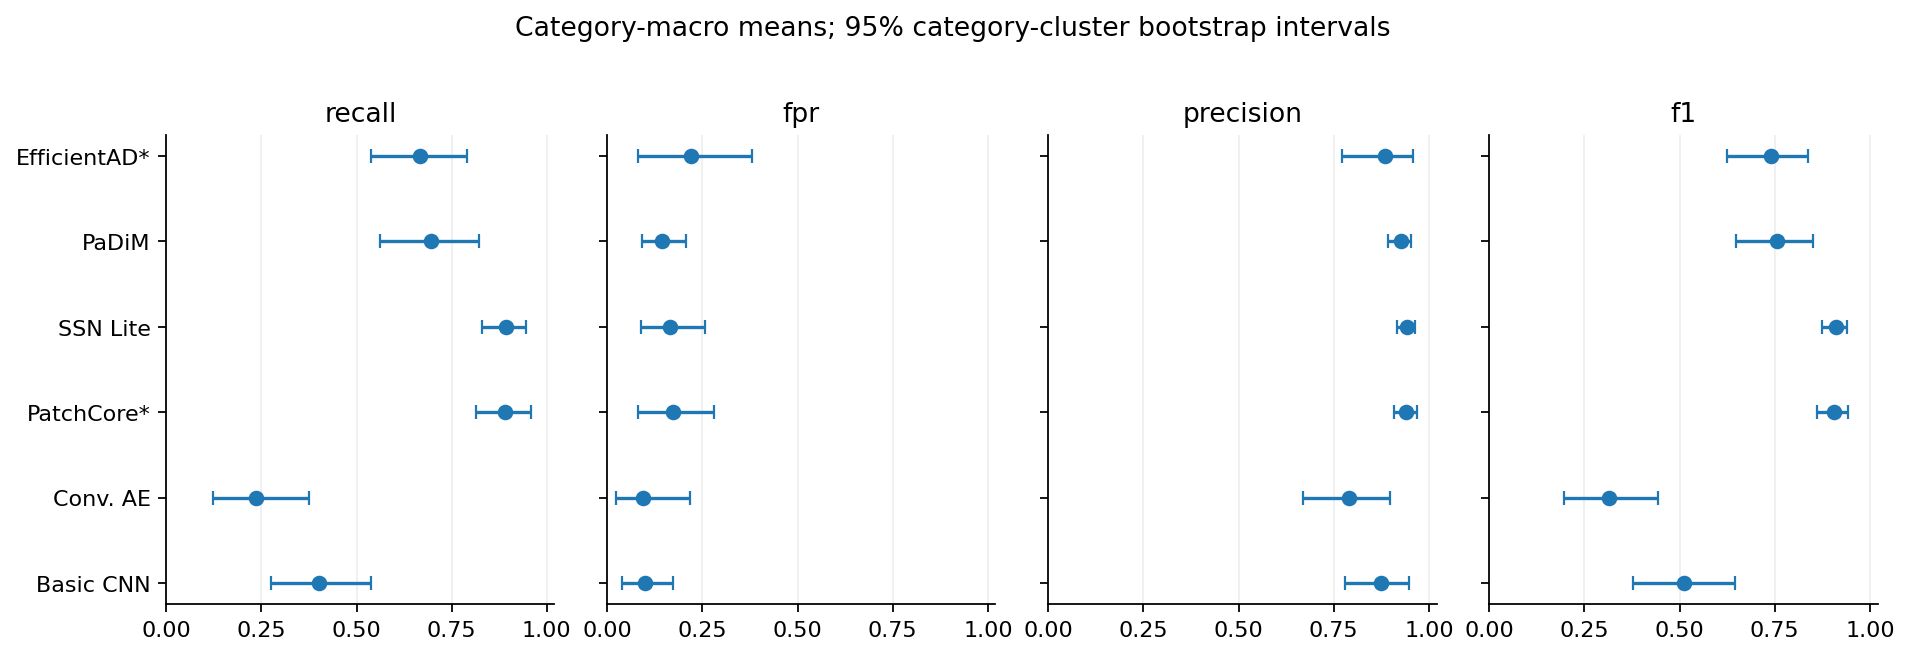 Category-macro means; 95% category-cluster bootstrap intervals
recall
fpr
precision
f1
EfficientAD*
PaDiM
SSN Lite
PatchCore*
Conv. AE
Basic CNN
0.00 0.25 0.50 0.75 1.00
0.00 0.25 0.50 0.75 1.00
0.00 0.25 0.50 0.75 1.00
0.00 0.25 0.50 0.75 1.00